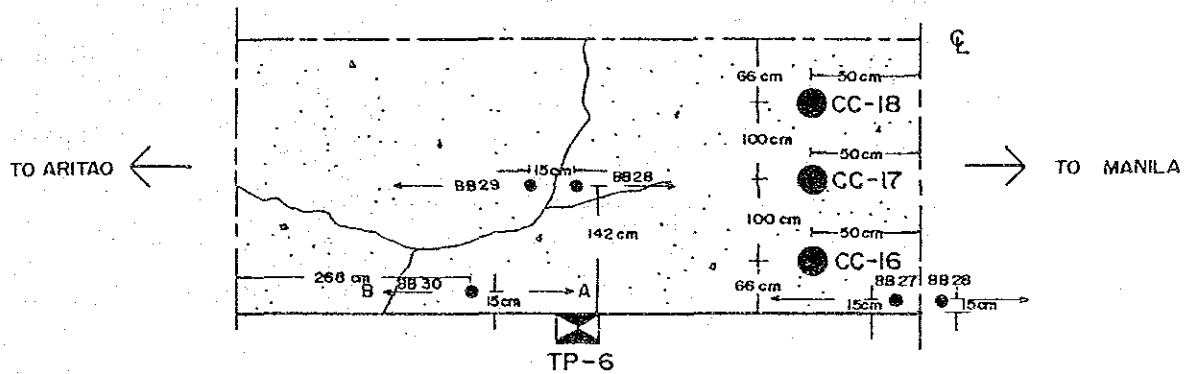 ℄
66 cm
50cm
CC-18
100cm
50cm
TO ARITAO
TO MANILA
15cm
BB29
BB28
CC-17
100 cm
142 cm
50cm
CC-16
268 cm
BB30
B
A
15cm
66 cm
BB27
BB28
15cm
15cm
TP-6